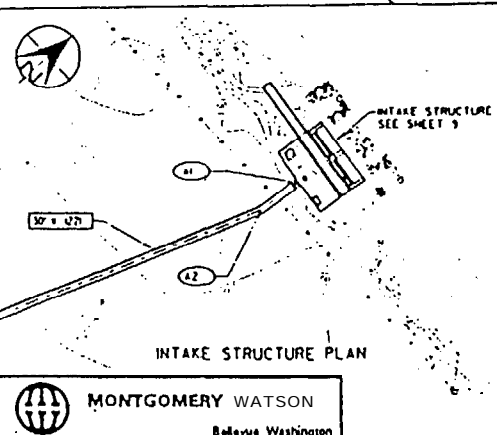 INTAKE STRUCTURE
SEE SHEET 9
A1
A2
INTAKE STRUCTURE PLAN
MONTGOMERY WATSON
Bellevue, Washington